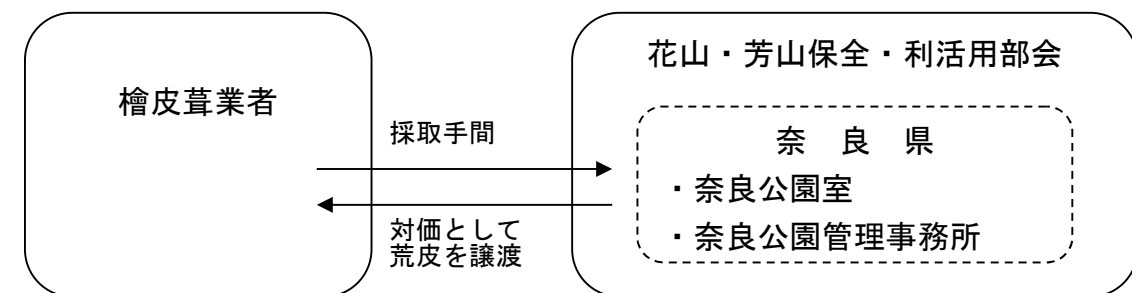 檜皮葺業者
採取手間
対価として
荒皮を譲渡
花山・芳山保全・利活用部会
奈 良 県
・奈良公園室
・奈良公園管理事務所